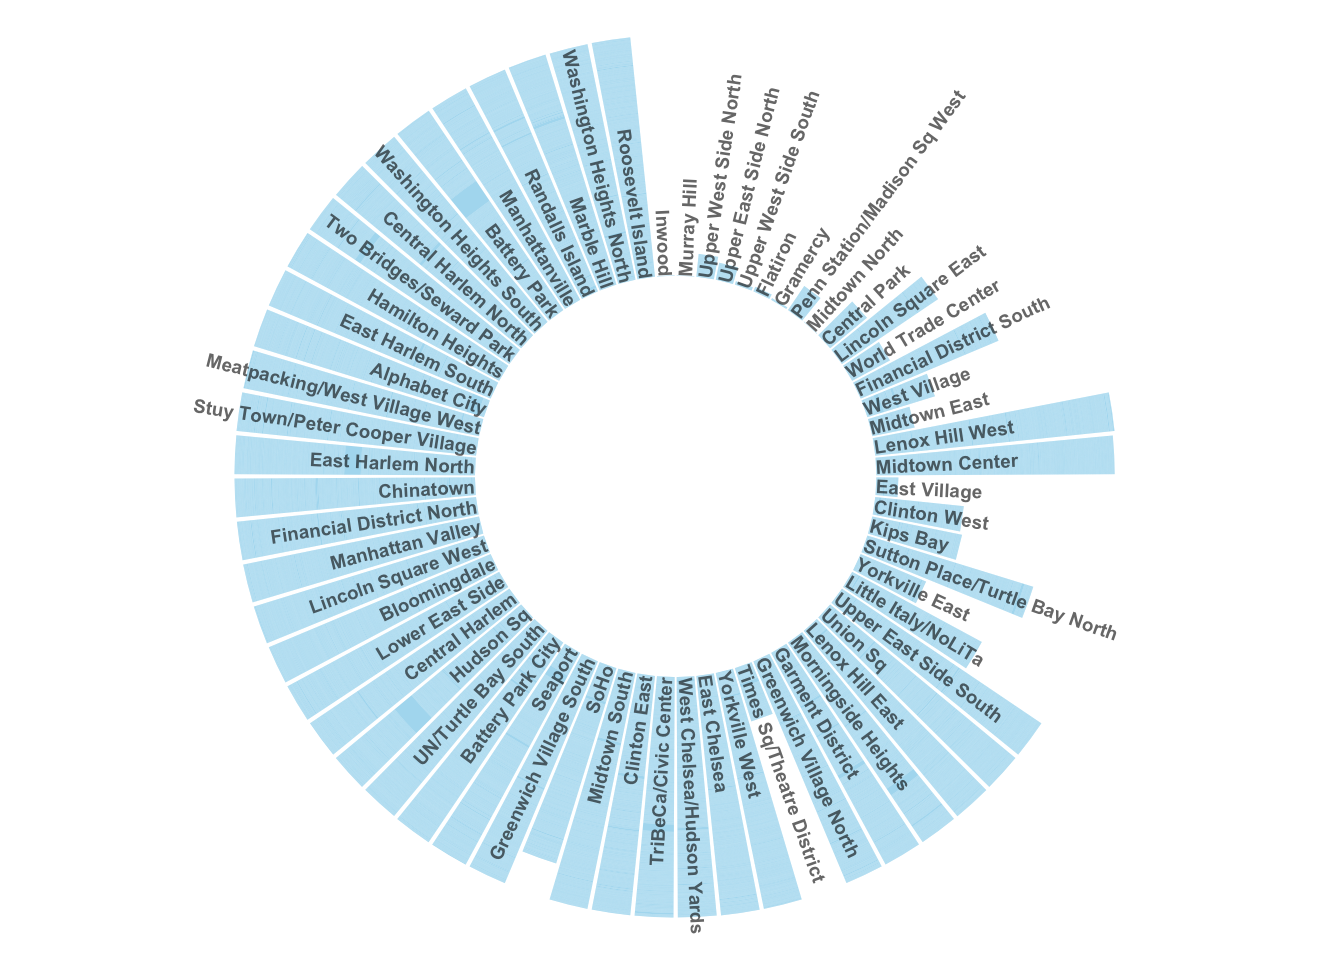 Inwood
Murray Hill
Upper West Side North
Upper East Side North
Upper West Side South
Flatiron
Gramercy
Penn Station/Madison Sq West
Midtown North
Central Park
Lincoln Square East
World Trade Center
Financial District South
West Village
Midtown East
Lenox Hill West
Midtown Center
East Village
Clinton West
Kips Bay
Sutton Place/Turtle Bay North
Yorkville East
Little Italy/NoLiTa
Upper East Side South
Union Sq
Lenox Hill East
Morningside Heights
Garment District
Greenwich Village North
Times Sq/Theatre District
Yorkville West
East Chelsea
West Chelsea/Hudson Yards
TriBeCa/Civic Center
Clinton East
Midtown South
SoHo
Greenwich Village South
Seaport
Battery Park City
UN/Turtle Bay South
Hudson Sq
Central Harlem
Lower East Side
Bloomingdale
Lincoln Square West
Manhattan Valley
Financial District North
Chinatown
East Harlem North
Stuy Town/Peter Cooper Village
Meatpacking/West Village West
Alphabet City
East Harlem South
Hamilton Heights
Two Bridges/Seward Park
Central Harlem North
Washington Heights South
Battery Park
Manhattanville
Randalls Island
Marble Hill
Washington Heights North
Roosevelt Island